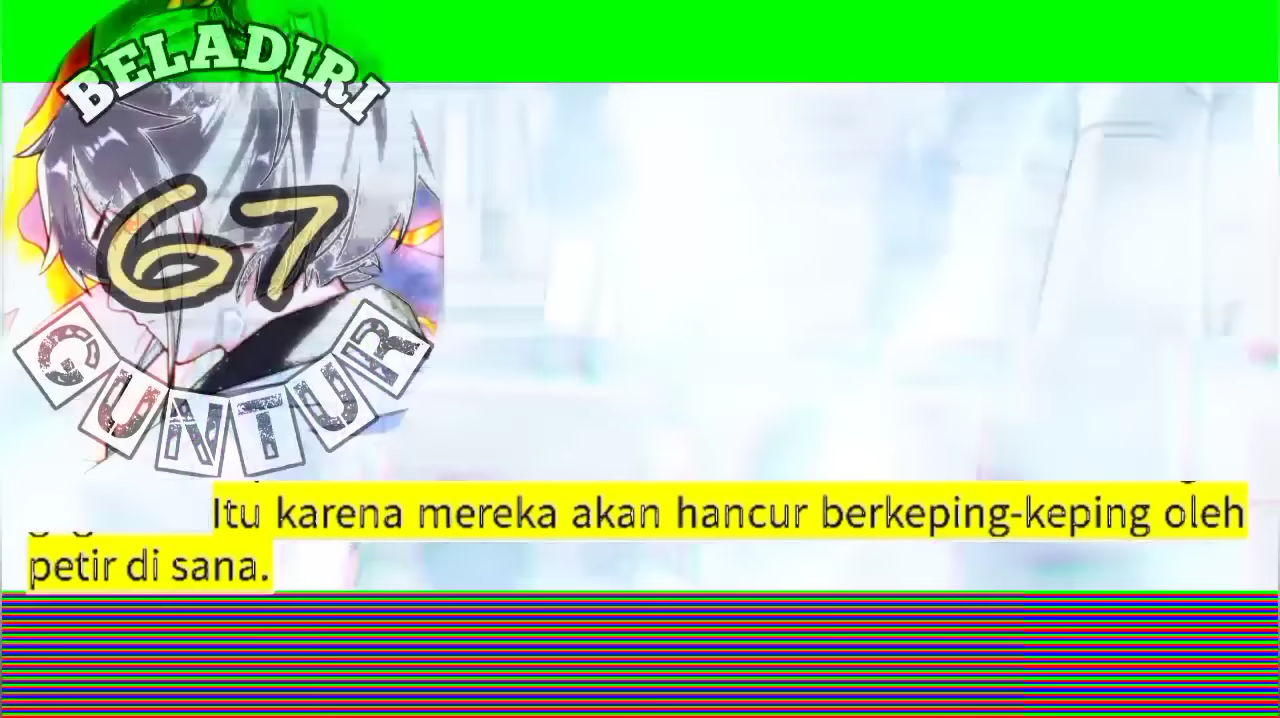 BELADIRI
67
GUNTUR
Itu karena mereka akan hancur berkeping-keping oleh
petir di sana.